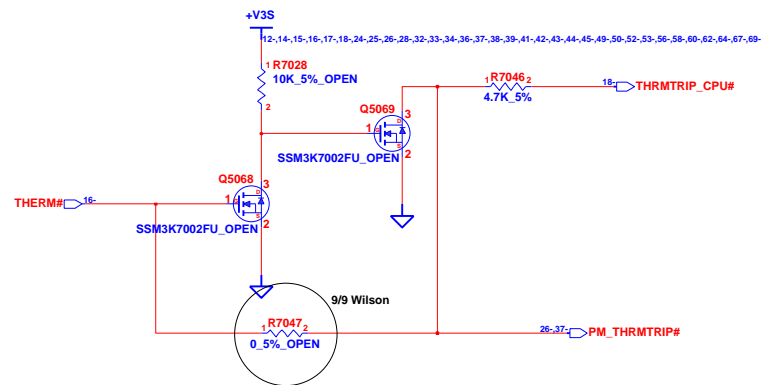 +V3S
12-,14-,15-,16-,17-,18-,24-,25-,26-,28-,32-,33-,34-,36-,37-,38-,39-,41-,42-,43-,44-,45-,49-,50-,52-,53-,56-,58-,60-,62-,64-,67-,69-
1 R7028
10K_5%_OPEN
2
Q5069
1 G D 3
S 2
SSM3K7002FU_OPEN
1 R7046 2
4.7K_5%
18- THRMTRIP_CPU#
Q5068
THERM# 16-
1 G D 3
S 2
SSM3K7002FU_OPEN
9/9 Wilson
R7047
1 2
0_5%_OPEN
26-,37- PM_THRMTRIP#